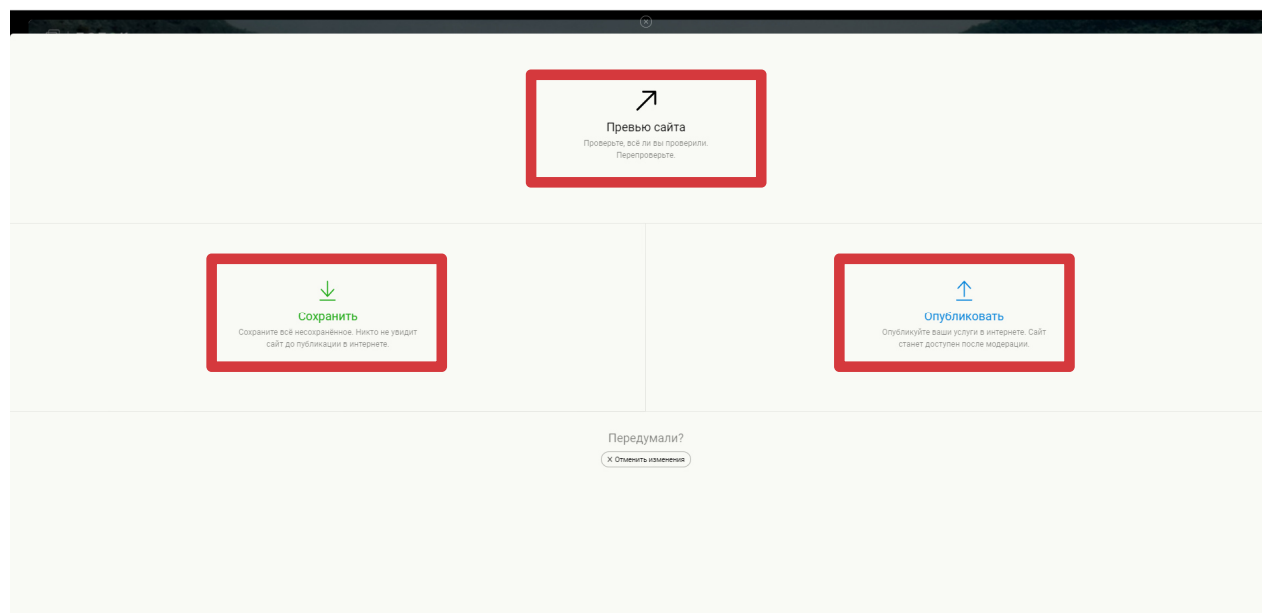 Превью сайта
Проверьте, всё ли вы проверили.
Перепроверьте.
Сохранить
Сохраните всё несохранённое. Никто не увидит
сайт до публикации в интернете.
Опубликовать
Опубликуйте ваши услуги в интернете. Сайт
станет доступен после модерации.
Передумали?
× Отменить изменения